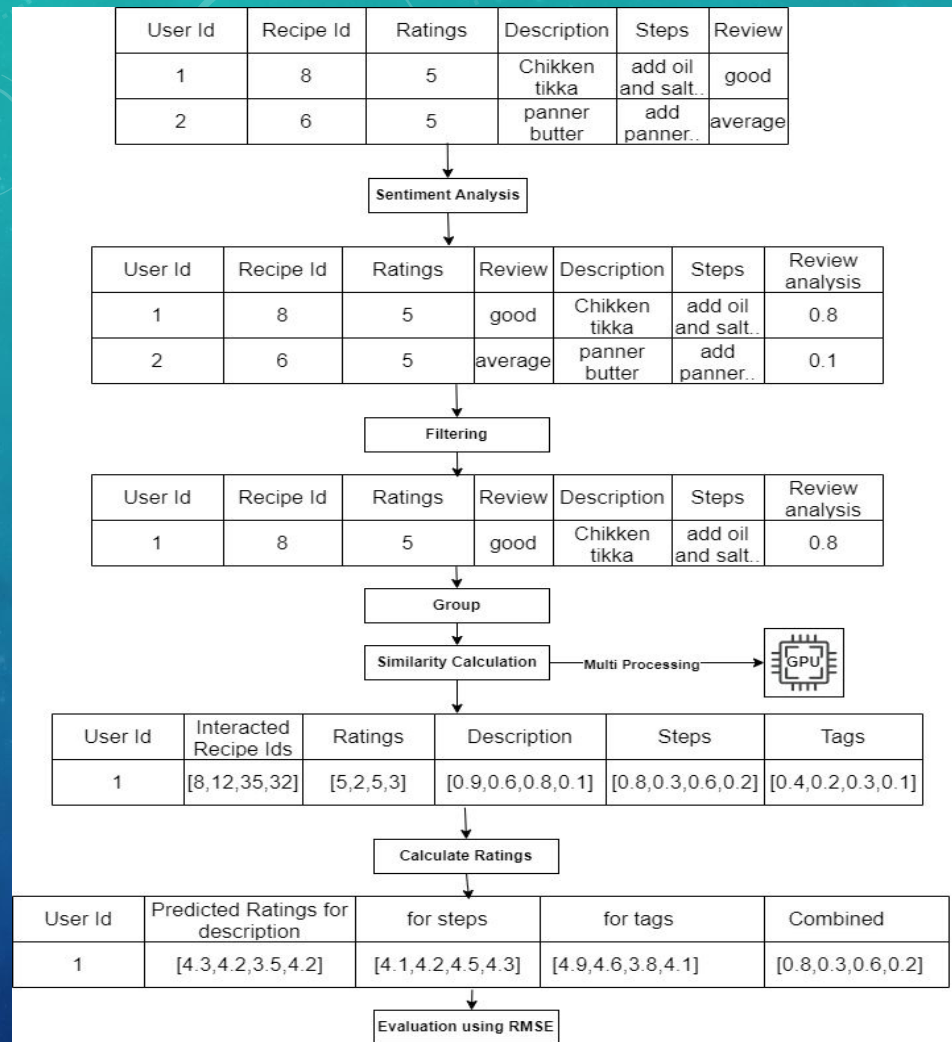 User Id Recipe Id Ratings Description Steps Review
1 8 5 Chikken tikka add oil and salt.. good
2 6 5 panner butter add panner.. average
Sentiment Analysis
User Id Recipe Id Ratings Review Description Steps Review analysis
1 8 5 good Chikken tikka add oil and salt.. 0.8
2 6 5 average panner butter add panner.. 0.1
Filtering
User Id Recipe Id Ratings Review Description Steps Review analysis
1 8 5 good Chikken tikka add oil and salt.. 0.8
Group
Similarity Calculation Multi Processing GPU
User Id Interacted Recipe Ids Ratings Description Steps Tags
1 [8,12,35,32] [5,2,5,3] [0.9,0.6,0.8,0.1] [0.8,0.3,0.6,0.2] [0.4,0.2,0.3,0.1]
Calculate Ratings
User Id Predicted Ratings for description for steps for tags Combined
1 [4.3,4.2,3.5,4.2] [4.1,4.2,4.5,4.3] [4.9,4.6,3.8,4.1] [0.8,0.3,0.6,0.2]
Evaluation using RMSE